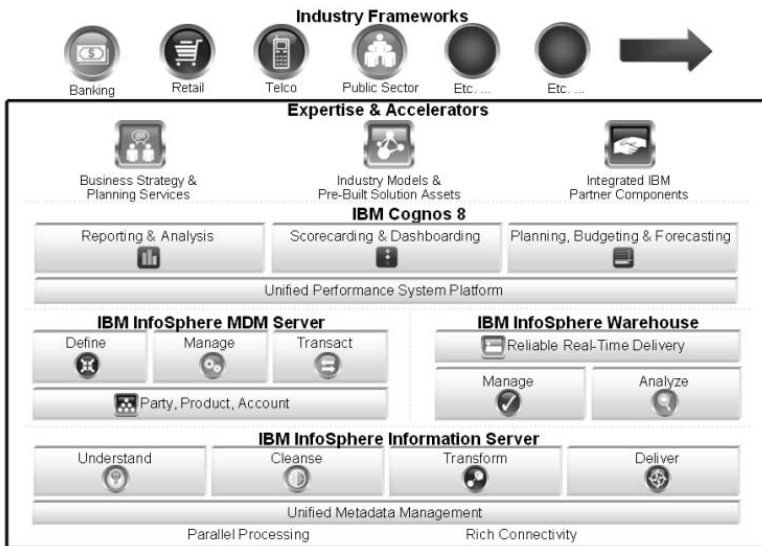 Industry Frameworks
Banking
Retail
Telco
Public Sector
Etc. ...
Etc. ...
Expertise & Accelerators
Business Strategy &
Planning Services
Industry Models &
Pre-Built Solution Assets
Integrated IBM
Partner Components
IBM Cognos 8
Reporting & Analysis
Scorecarding & Dashboarding
Planning, Budgeting & Forecasting
Unified Performance System Platform
IBM InfoSphere MDM Server
Define
Manage
Transact
Party, Product, Account
IBM InfoSphere Warehouse
Reliable Real-Time Delivery
Manage
Analyze
IBM InfoSphere Information Server
Understand
Cleanse
Transform
Deliver
Unified Metadata Management
Parallel Processing
Rich Connectivity